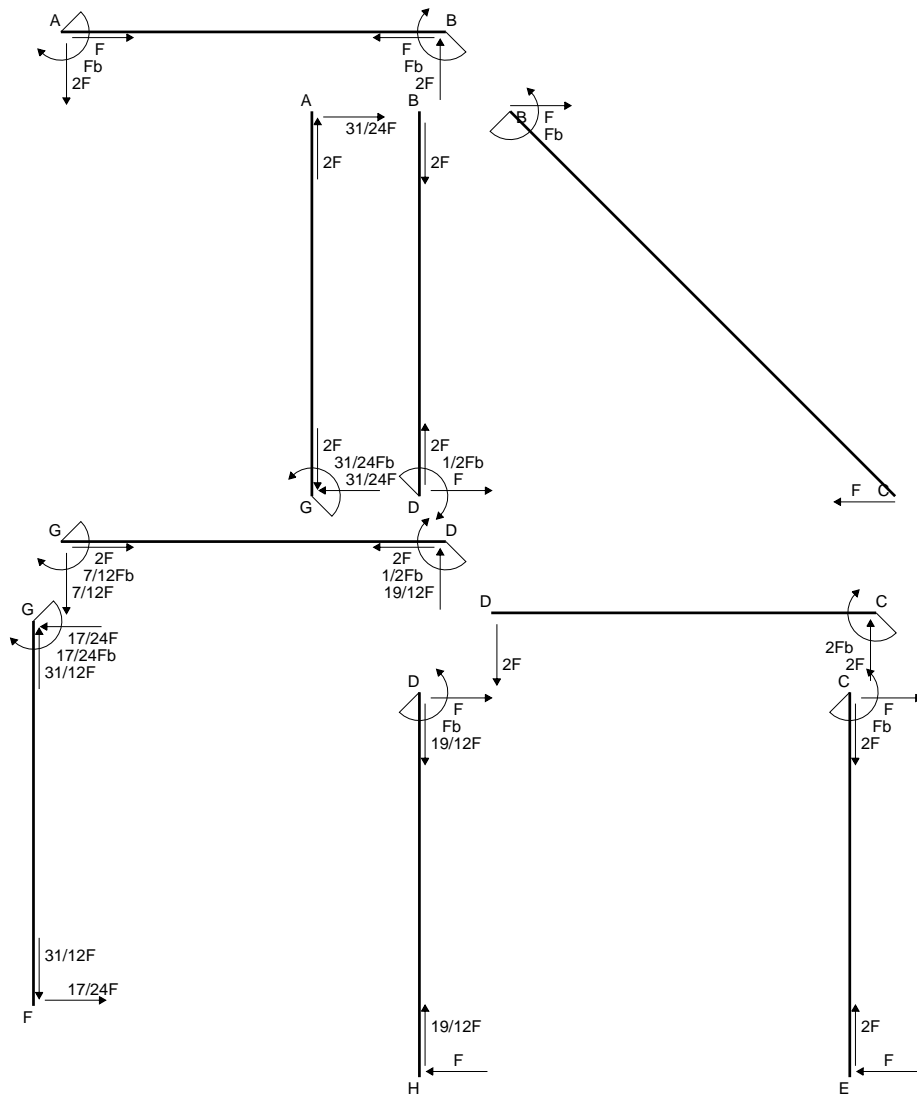 A B
F F
Fb Fb
2F 2F
A B
31/24F
2F 2F
B F
Fb
2F 2F
31/24Fb 1/2Fb
31/24F F
G D
F C
G D
2F 2F
7/12Fb 1/2Fb
7/12F 19/12F
G
17/24F
17/24Fb
31/12F
D C
2Fb
2F 2F
D C
F F
Fb Fb
19/12F 2F
31/12F
17/24F
F
19/12F 2F
F F
H E